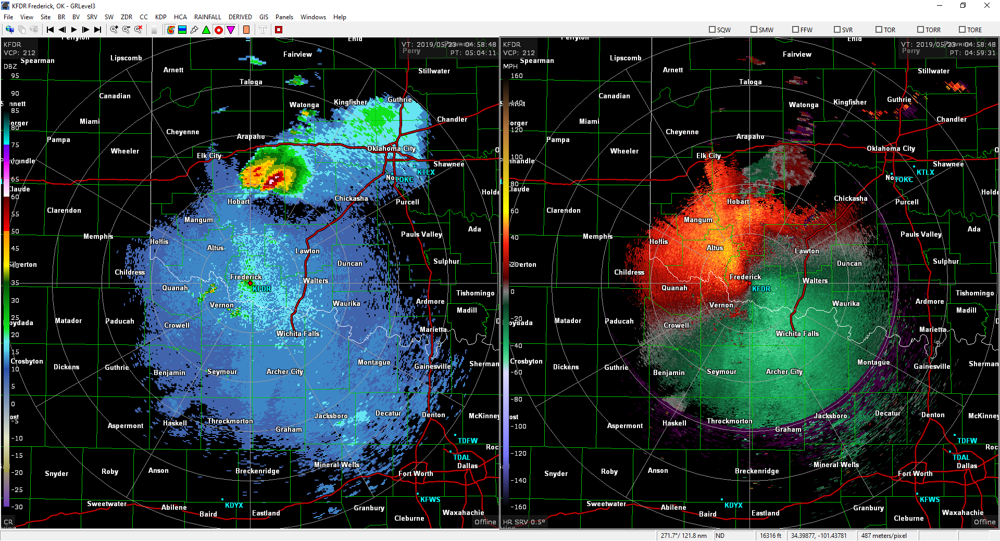 KFDR Frederick, OK - GRLevel3
File View Site BR BV SRV SW ZDR CC KDP HCA RAINFALL DERIVED GIS Panels Windows Help
SQW SMW FFW SVR TOR TORR TORE
KFDR
VCP: 212
DBZ
VT: 2019/05/23 04:58:48
PT: 05:04:11
95
90
85
80
75
70
65
60
55
50
45
40
35
30
25
20
15
10
5
0
-5
-10
-15
-20
-25
-30
Perryton
Enid
Spearman
Lipscomb
Fairview
Perry
Arnett
Stillwater
Taloga
Canadian
Watonga
Kingfisher
Guthrie
Miami
Chandler
Cheyenne
Pampa
Arapaho
Wheeler
Elk City
Oklahoma City
Shawnee
KTLX
TOKC
Hobart
Chickasha
Purcell
Clarendon
Mangum
Ada
Memphis
Hollis
Pauls Valley
Altus
Lawton
Duncan
Sulphur
Childress
Frederick
KFDR
Walters
Quanah
Vernon
Waurika
Ardmore
Tishomingo
Madill
Matador
Paducah
Crowell
Wichita Falls
Marietta
Crosbyton
Dickens
Guthrie
Benjamin
Seymour
Archer City
Montague
Gainesville
Sherman
Aspermont
Haskell
Throckmorton
Graham
Jacksboro
Decatur
Denton
McKinney
TDFW
TDAL
Dallas
Snyder
Roby
Anson
Breckenridge
Mineral Wells
Fort Worth
KFWS
Sweetwater
Abilene
KDYX
Baird
Eastland
Granbury
Cleburne
Waxahachie
CR
Offline
KFDR
VCP: 212
MPH
VT: 2019/05/23 04:58:48
PT: 04:59:31
160
140
120
100
80
60
40
20
0
-20
-40
-60
-80
-100
-120
-140
-160
Perryton
Enid
Spearman
Lipscomb
Fairview
Perry
Arnett
Stillwater
Taloga
Canadian
Watonga
Kingfisher
Guthrie
Miami
Chandler
Cheyenne
Pampa
Arapaho
Wheeler
Elk City
Oklahoma City
Shawnee
KTLX
TOKC
Hobart
Chickasha
Purcell
Clarendon
Mangum
Ada
Memphis
Hollis
Pauls Valley
Altus
Lawton
Duncan
Sulphur
Childress
Frederick
KFDR
Walters
Quanah
Vernon
Waurika
Ardmore
Tishomingo
Madill
Matador
Paducah
Crowell
Wichita Falls
Marietta
Crosbyton
Dickens
Guthrie
Benjamin
Seymour
Archer City
Montague
Gainesville
Sherman
Aspermont
Haskell
Throckmorton
Graham
Jacksboro
Decatur
Denton
McKinney
TDFW
TDAL
Dallas
Snyder
Roby
Anson
Breckenridge
Mineral Wells
Fort Worth
KFWS
Sweetwater
Abilene
KDYX
Baird
Eastland
Granbury
Cleburne
Waxahachie
HR SRV 0.5°
Offline
271.7°/ 121.8 nm ND 16316 ft 34.39877, -101.43781 487 meters/pixel